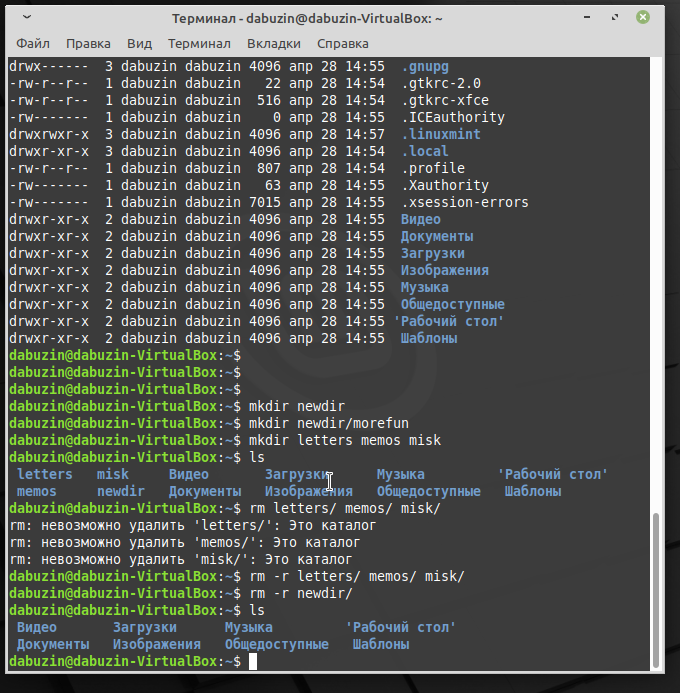 Терминал - dabuzin@dabuzin-VirtualBox: ~
Файл Правка Вид Терминал Вкладки Справка
drwx------ 3 dabuzin dabuzin 4096 апр 28 14:55 .gnupg
-rw-r--r-- 1 dabuzin dabuzin 22 апр 28 14:54 .gtkrc-2.0
-rw-r--r-- 1 dabuzin dabuzin 516 апр 28 14:54 .gtkrc-xfce
-rw------- 1 dabuzin dabuzin 0 апр 28 14:55 .ICEauthority
drwxrwxr-x 3 dabuzin dabuzin 4096 апр 28 14:57 .linuxmint
drwxr-xr-x 3 dabuzin dabuzin 4096 апр 28 14:54 .local
-rw-r--r-- 1 dabuzin dabuzin 807 апр 28 14:54 .profile
-rw------- 1 dabuzin dabuzin 63 апр 28 14:55 .Xauthority
-rw------- 1 dabuzin dabuzin 7015 апр 28 14:55 .xsession-errors
drwxr-xr-x 2 dabuzin dabuzin 4096 апр 28 14:55 Видео
drwxr-xr-x 2 dabuzin dabuzin 4096 апр 28 14:55 Документы
drwxr-xr-x 2 dabuzin dabuzin 4096 апр 28 14:55 Загрузки
drwxr-xr-x 2 dabuzin dabuzin 4096 апр 28 14:55 Изображения
drwxr-xr-x 2 dabuzin dabuzin 4096 апр 28 14:55 Музыка
drwxr-xr-x 2 dabuzin dabuzin 4096 апр 28 14:55 Общедоступные
drwxr-xr-x 2 dabuzin dabuzin 4096 апр 28 14:55 'Рабочий стол'
drwxr-xr-x 2 dabuzin dabuzin 4096 апр 28 14:55 Шаблоны
dabuzin@dabuzin-VirtualBox:~$
dabuzin@dabuzin-VirtualBox:~$
dabuzin@dabuzin-VirtualBox:~$
dabuzin@dabuzin-VirtualBox:~$ mkdir newdir
dabuzin@dabuzin-VirtualBox:~$ mkdir newdir/morefun
dabuzin@dabuzin-VirtualBox:~$ mkdir letters memos misk
dabuzin@dabuzin-VirtualBox:~$ ls
letters misk Видео Загрузки Музыка 'Рабочий стол'
memos newdir Документы Изображения Общедоступные Шаблоны
dabuzin@dabuzin-VirtualBox:~$ rm letters/ memos/ misk/
rm: невозможно удалить 'letters/': Это каталог
rm: невозможно удалить 'memos/': Это каталог
rm: невозможно удалить 'misk/': Это каталог
dabuzin@dabuzin-VirtualBox:~$ rm -r letters/ memos/ misk/
dabuzin@dabuzin-VirtualBox:~$ rm -r newdir/
dabuzin@dabuzin-VirtualBox:~$ ls
Видео Загрузки Музыка 'Рабочий стол'
Документы Изображения Общедоступные Шаблоны
dabuzin@dabuzin-VirtualBox:~$